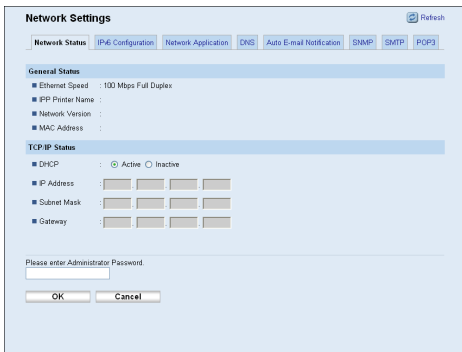 Network Settings
Refresh
Network Status IPv6 Configuration Network Application DNS Auto E-mail Notification SNMP SMTP POP3
General Status
Ethernet Speed : 100 Mbps Full Duplex
IPP Printer Name :
Network Version :
MAC Address :
TCP/IP Status
DHCP : Active Inactive
IP Address : . . .
Subnet Mask : . . .
Gateway : . . .
Please enter Administrator Password.
OK Cancel